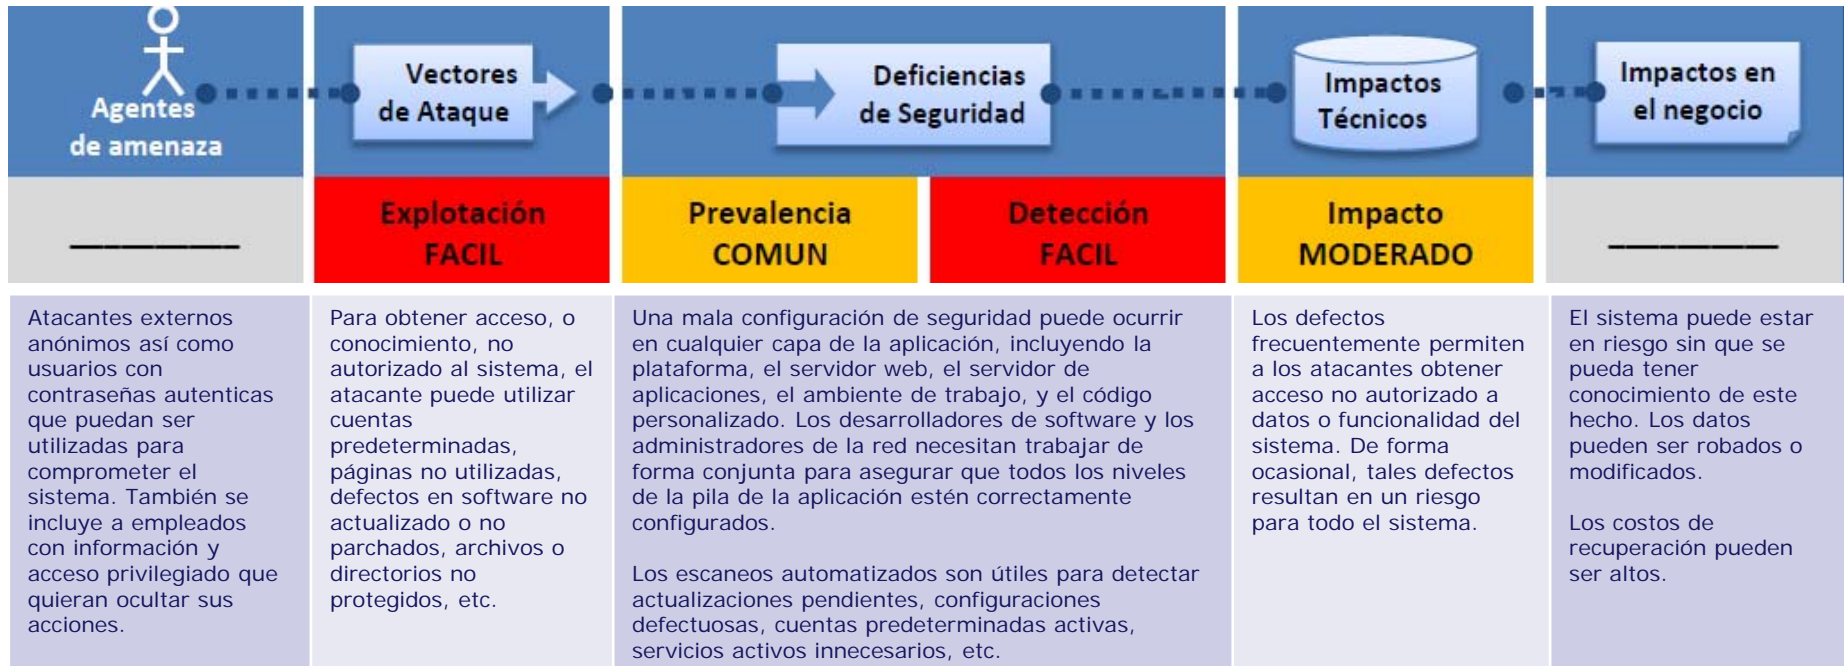 Agentes
de amenaza
Vectores
de Ataque
Deficiencias
de Seguridad
Impactos
Técnicos
Impactos en
el negocio
__________
Explotación
FACIL
Prevalencia
COMUN
Detección
FACIL
Impacto
MODERADO
__________
Atacantes externos
anónimos así como
usuarios con
contraseñas autenticas
que puedan ser
utilizadas para
comprometer el
sistema. También se
incluye a empleados
con información y
acceso privilegiado que
quieran ocultar sus
acciones.
Para obtener acceso, o
conocimiento, no
autorizado al sistema, el
atacante puede utilizar
cuentas
predeterminadas,
páginas no utilizadas,
defectos en software no
actualizado o no
parchados, archivos o
directorios no
protegidos, etc.
Una mala configuración de seguridad puede ocurrir
en cualquier capa de la aplicación, incluyendo la
plataforma, el servidor web, el servidor de
aplicaciones, el ambiente de trabajo, y el código
personalizado. Los desarrolladores de software y los
administradores de la red necesitan trabajar de
forma conjunta para asegurar que todos los niveles
de la pila de la aplicación estén correctamente
configurados.
Los escaneos automatizados son útiles para detectar
actualizaciones pendientes, configuraciones
defectuosas, cuentas predeterminadas activas,
servicios activos innecesarios, etc.
Los defectos
frecuentemente permiten
a los atacantes obtener
acceso no autorizado a
datos o funcionalidad del
sistema. De forma
ocasional, tales defectos
resultan en un riesgo
para todo el sistema.
El sistema puede estar
en riesgo sin que se
pueda tener
conocimiento de este
hecho. Los datos
pueden ser robados o
modificados.
Los costos de
recuperación pueden
ser altos.